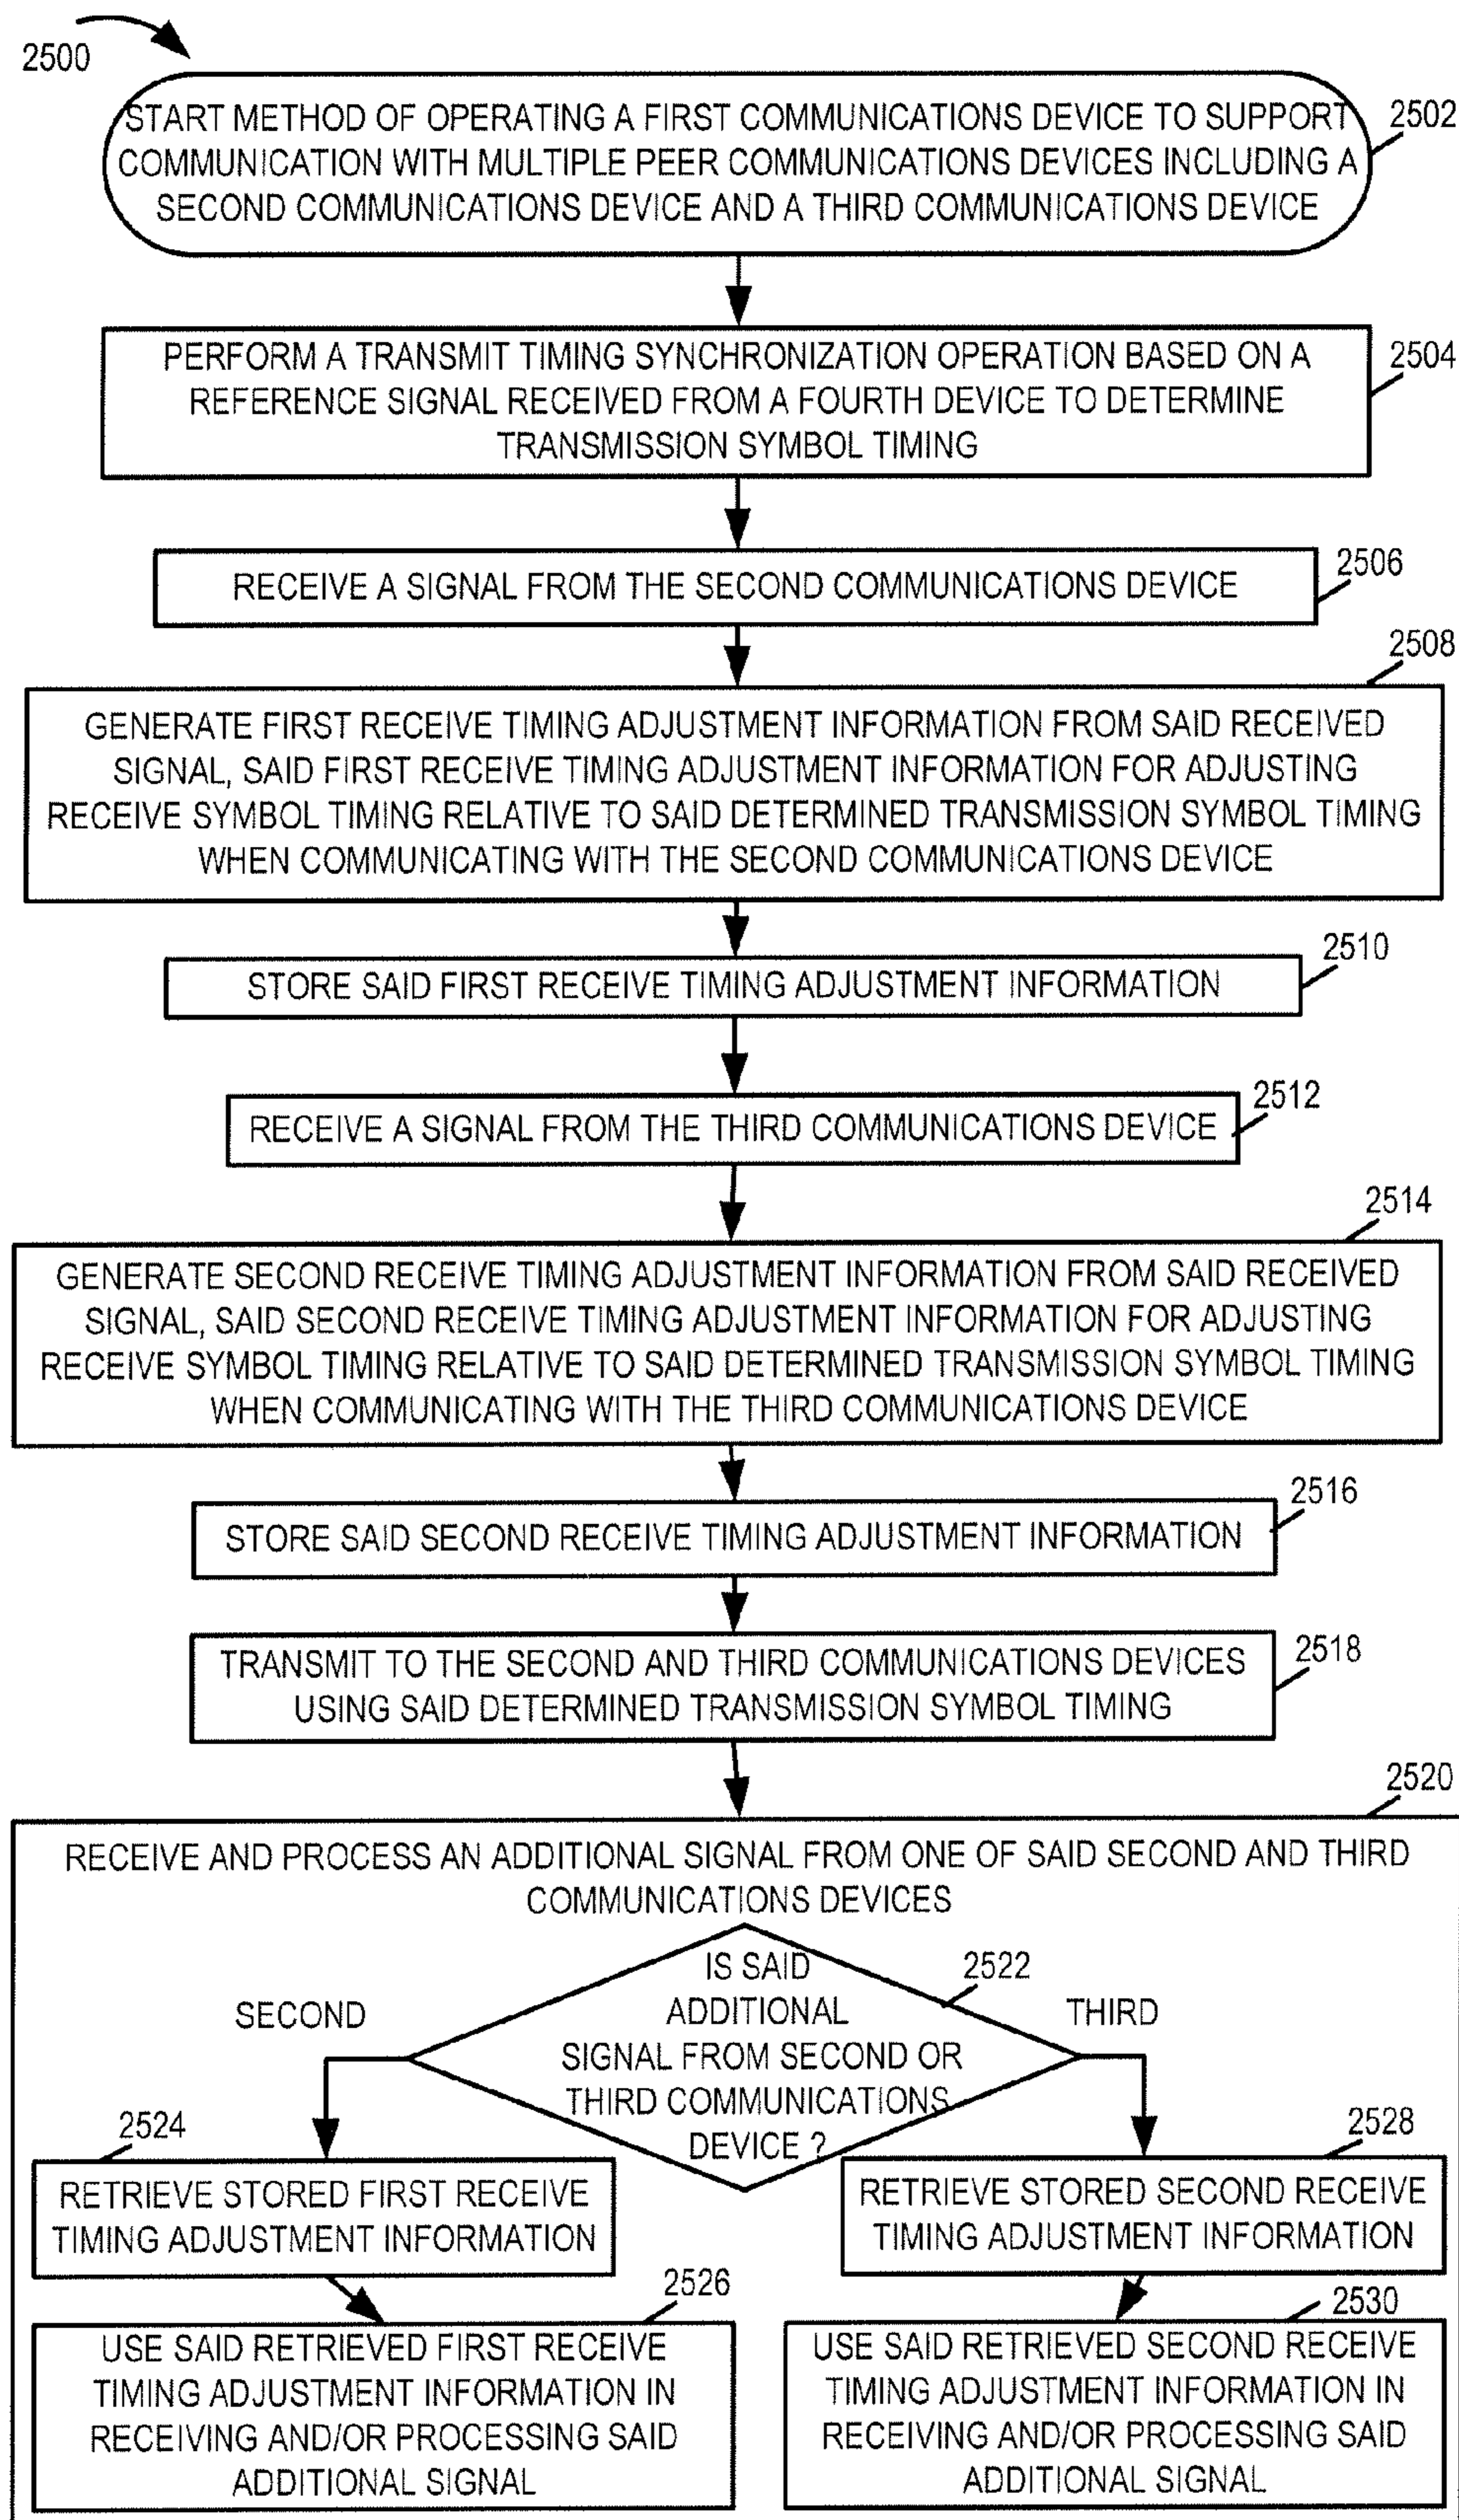 2500
START METHOD OF OPERATING A FIRST COMMUNICATIONS DEVICE TO SUPPORT
COMMUNICATION WITH MULTIPLE PEER COMMUNICATIONS DEVICES INCLUDING A
SECOND COMMUNICATIONS DEVICE AND A THIRD COMMUNICATIONS DEVICE
2502
PERFORM A TRANSMIT TIMING SYNCHRONIZATION OPERATION BASED ON A
REFERENCE SIGNAL RECEIVED FROM A FOURTH DEVICE TO DETERMINE
TRANSMISSION SYMBOL TIMING
2504
RECEIVE A SIGNAL FROM THE SECOND COMMUNICATIONS DEVICE
2506
2508
GENERATE FIRST RECEIVE TIMING ADJUSTMENT INFORMATION FROM SAID RECEIVED
SIGNAL, SAID FIRST RECEIVE TIMING ADJUSTMENT INFORMATION FOR ADJUSTING
RECEIVE SYMBOL TIMING RELATIVE TO SAID DETERMINED TRANSMISSION SYMBOL TIMING
WHEN COMMUNICATING WITH THE SECOND COMMUNICATIONS DEVICE
2510
STORE SAID FIRST RECEIVE TIMING ADJUSTMENT INFORMATION
2512
RECEIVE A SIGNAL FROM THE THIRD COMMUNICATIONS DEVICE
2514
GENERATE SECOND RECEIVE TIMING ADJUSTMENT INFORMATION FROM SAID RECEIVED
SIGNAL, SAID SECOND RECEIVE TIMING ADJUSTMENT INFORMATION FOR ADJUSTING
RECEIVE SYMBOL TIMING RELATIVE TO SAID DETERMINED TRANSMISSION SYMBOL TIMING
WHEN COMMUNICATING WITH THE THIRD COMMUNICATIONS DEVICE
2516
STORE SAID SECOND RECEIVE TIMING ADJUSTMENT INFORMATION
2518
TRANSMIT TO THE SECOND AND THIRD COMMUNICATIONS DEVICES
USING SAID DETERMINED TRANSMISSION SYMBOL TIMING
2520
RECEIVE AND PROCESS AN ADDITIONAL SIGNAL FROM ONE OF SAID SECOND AND THIRD
COMMUNICATIONS DEVICES
IS SAID
ADDITIONAL
SIGNAL FROM SECOND OR
THIRD COMMUNICATIONS
DEVICE ?
2522
SECOND
THIRD
2524
RETRIEVE STORED FIRST RECEIVE
TIMING ADJUSTMENT INFORMATION
2528
RETRIEVE STORED SECOND RECEIVE
TIMING ADJUSTMENT INFORMATION
2526
USE SAID RETRIEVED FIRST RECEIVE
TIMING ADJUSTMENT INFORMATION IN
RECEIVING AND/OR PROCESSING SAID
ADDITIONAL SIGNAL
2530
USE SAID RETRIEVED SECOND RECEIVE
TIMING ADJUSTMENT INFORMATION IN
RECEIVING AND/OR PROCESSING SAID
ADDITIONAL SIGNAL